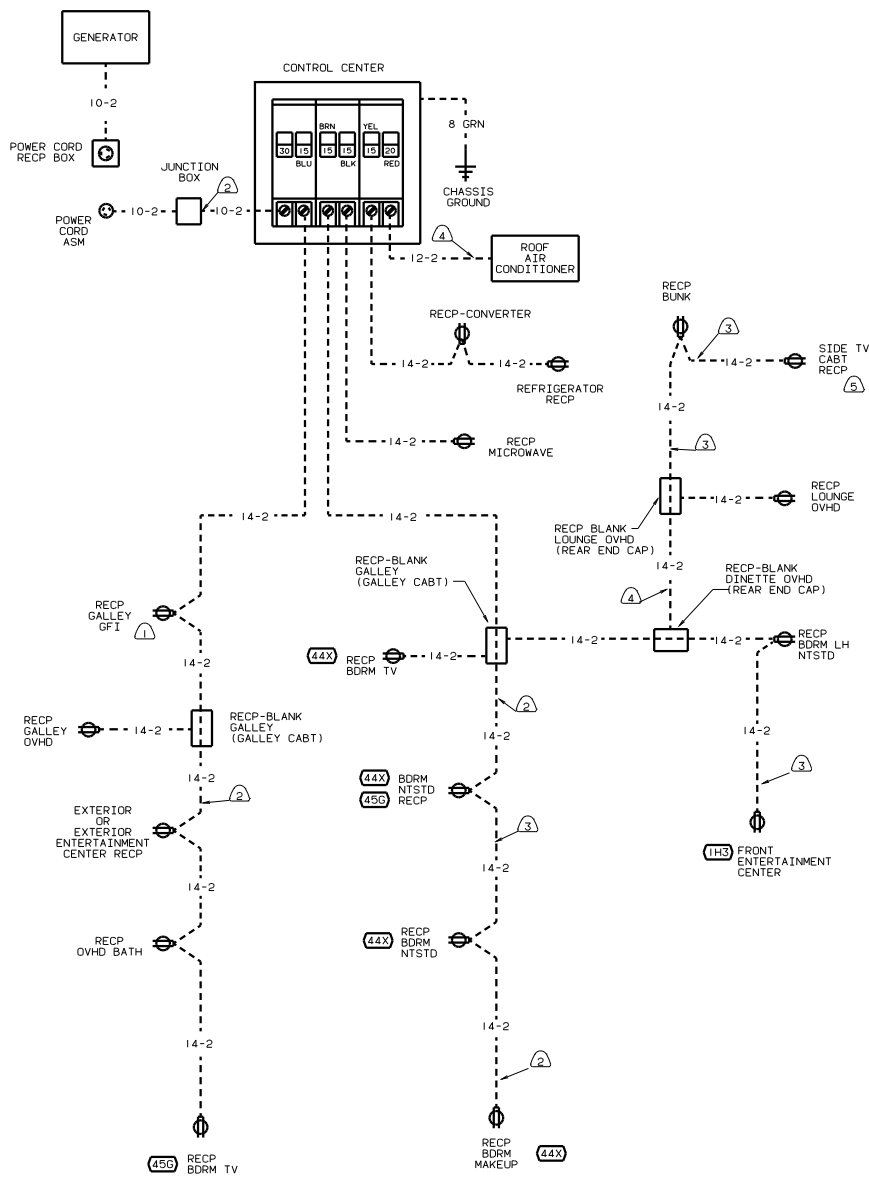 GENERATOR
10-2
POWER CORD
RECP BOX
CONTROL CENTER
BRN
YEL
30
15
15
15
15
20
BLU
BLK
RED
8 GRN
CHASSIS
GROUND
JUNCTION
BOX
2
POWER
CORD
ASM
10-2
10-2
4
12-2
ROOF
AIR
CONDITIONER
RECP-CONVERTER
14-2
14-2
REFRIGERATOR
RECP
RECP
BUNK
3
14-2
SIDE TV
CABT
RECP
5
14-2
3
14-2
RECP
MICROWAVE
RECP BLANK
LOUNGE OVHD
(REAR END CAP)
14-2
RECP
LOUNGE
OVHD
14-2
14-2
14-2
4
RECP-BLANK
DINETTE OVHD
(REAR END CAP)
RECP-BLANK
GALLEY
(GALLEY CABT)
RECP
GALLEY
GFI
1
14-2
44X
RECP
BDRM TV
14-2
14-2
14-2
RECP
BDRM LH
NTSTD
RECP
GALLEY
OVHD
14-2
RECP-BLANK
GALLEY
(GALLEY CABT)
2
14-2
14-2
3
14-2
2
44X
45G
BDRM
NTSTD
RECP
EXTERIOR
OR
EXTERIOR
ENTERTAINMENT
CENTER RECP
3
1H3
FRONT
ENTERTAINMENT
CENTER
14-2
14-2
RECP
OVHD BATH
44X
RECP
BDRM
NTSTD
14-2
14-2
2
45G
RECP
BDRM TV
RECP
BDRM
MAKEUP
44X